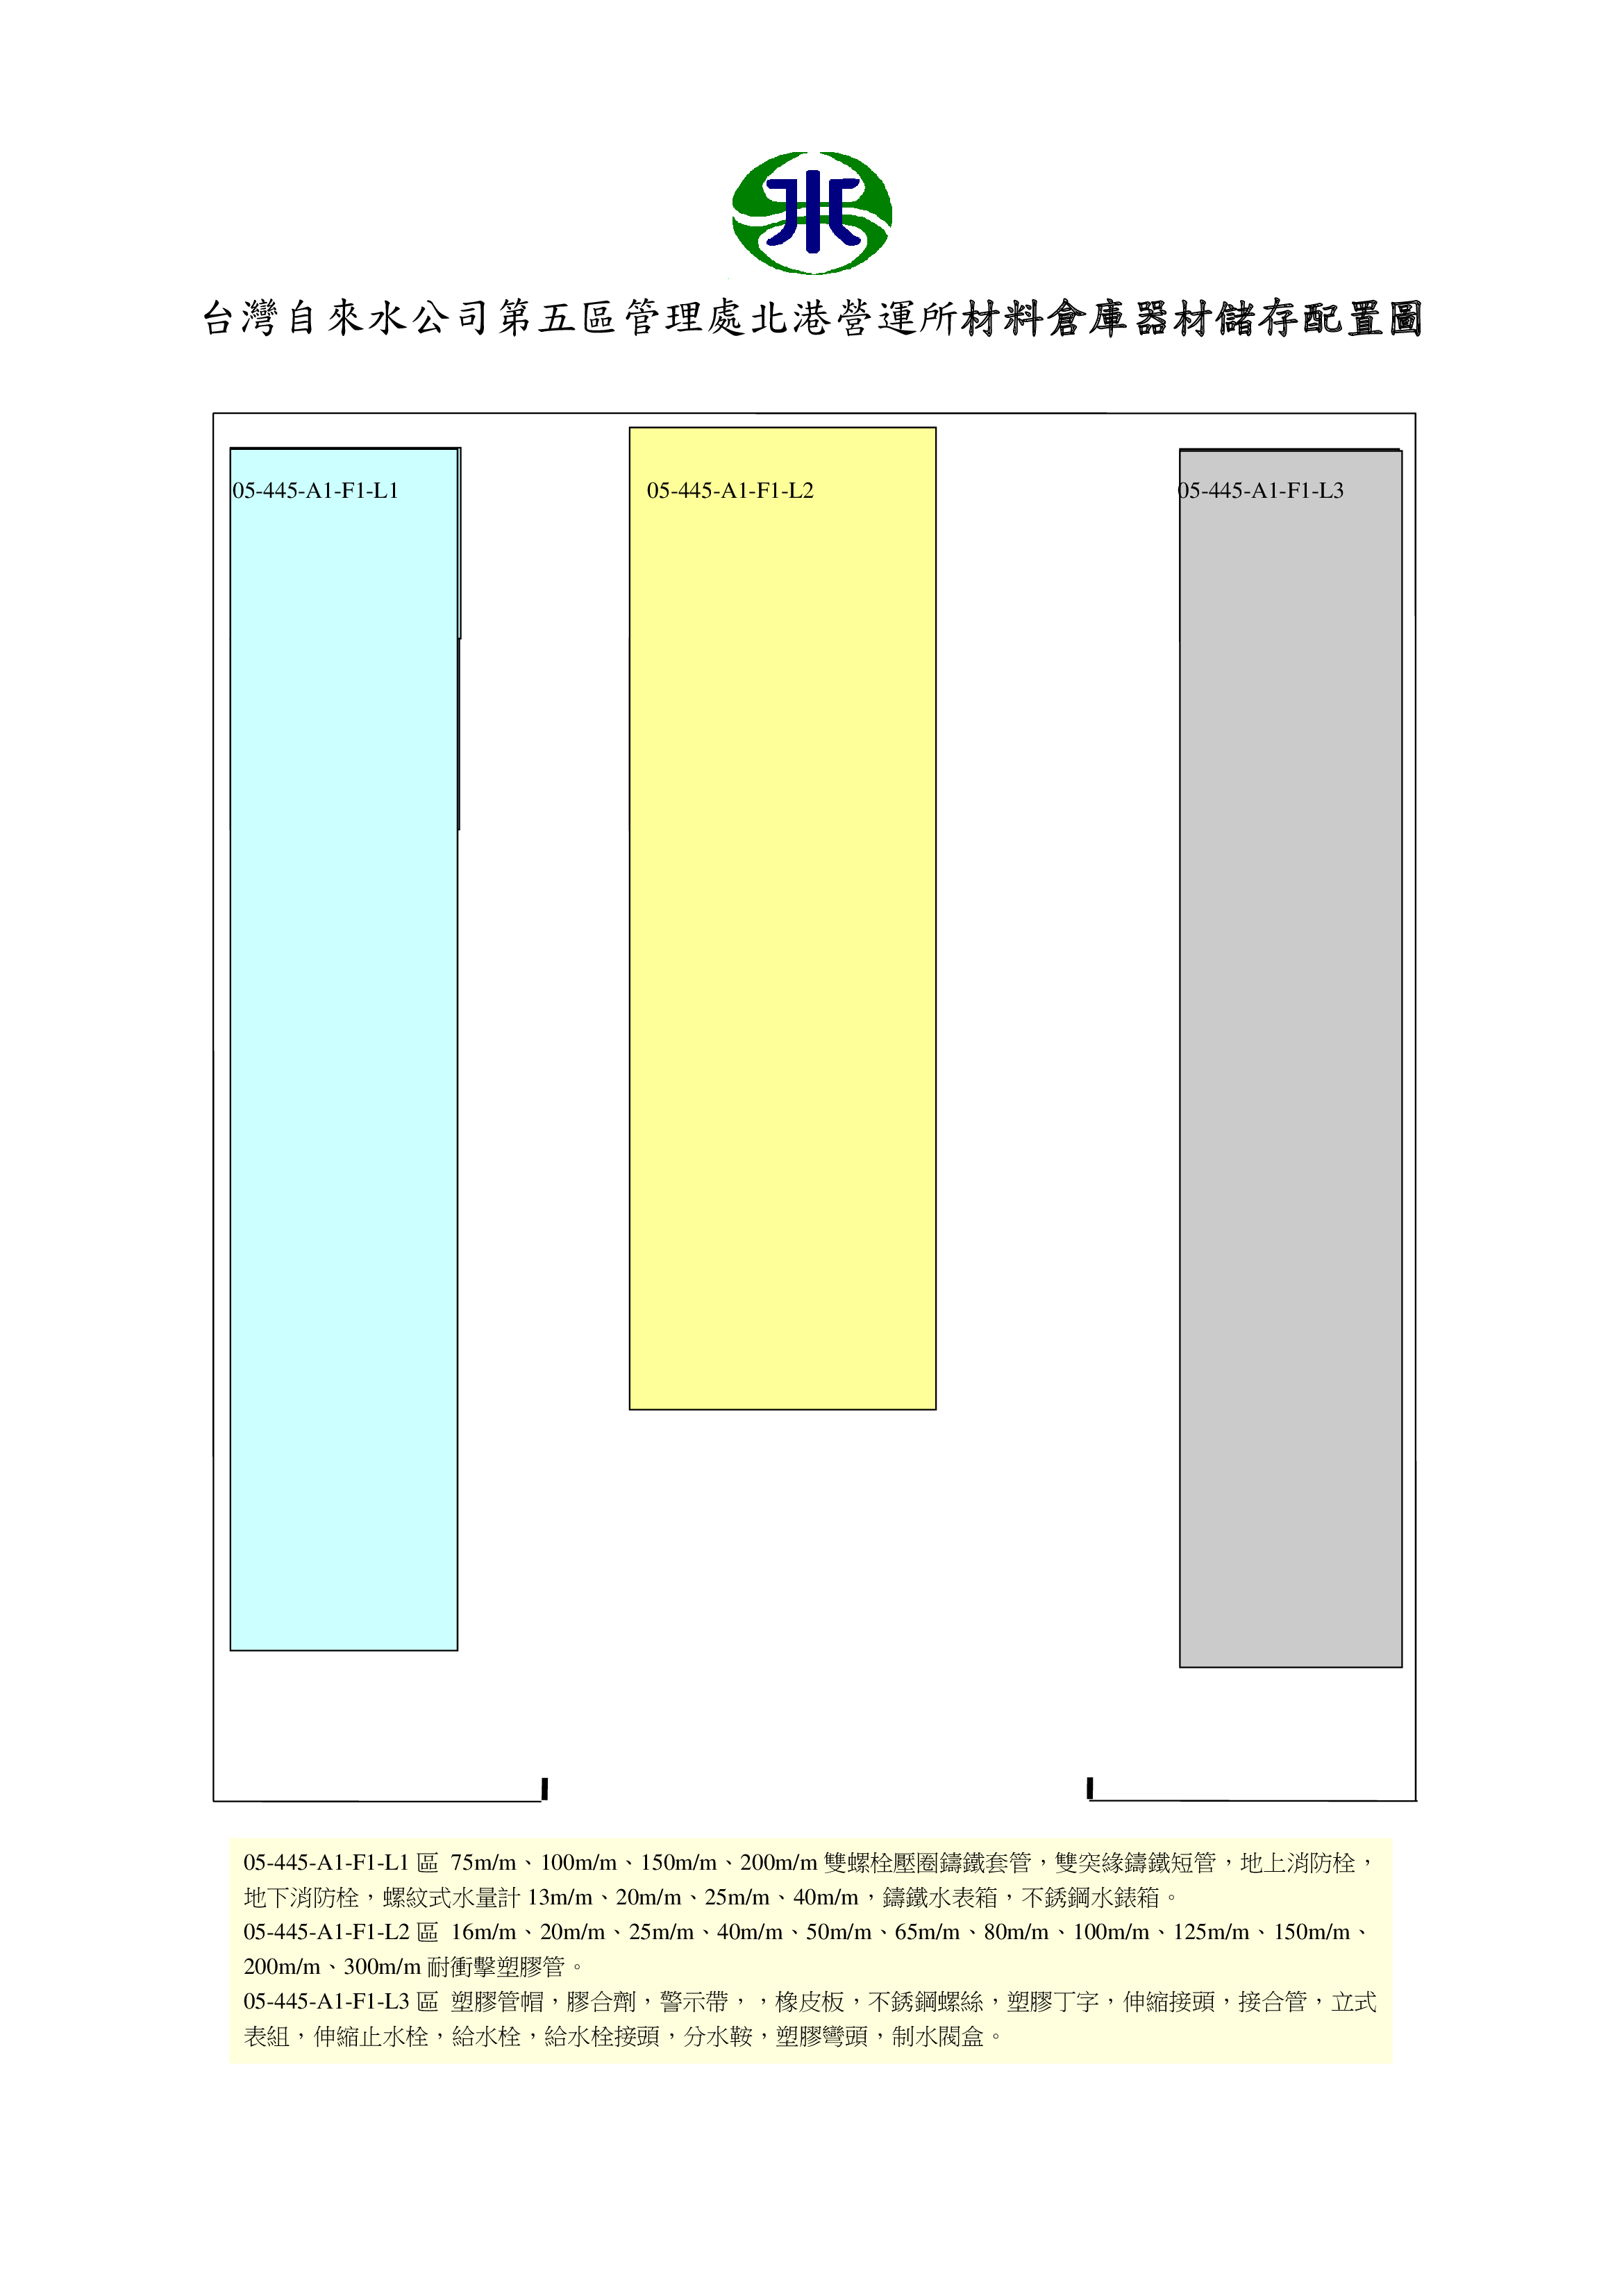 台灣自來水公司第五區管理處北港營運所材料倉庫器材儲存配置圖
05-445-A1-F1-L1
05-445-A1-F1-L2
05-445-A1-F1-L3
05-445-A1-F1-L1 區 75m/m、100m/m、150m/m、200m/m 雙螺栓壓圈鑄鐵套管，雙突緣鑄鐵短管，地上消防栓，
地下消防栓，螺紋式水量計 13m/m、20m/m、25m/m、40m/m，鑄鐵水表箱，不銹鋼水錶箱。
05-445-A1-F1-L2 區 16m/m、20m/m、25m/m、40m/m、50m/m、65m/m、80m/m、100m/m、125m/m、150m/m、
200m/m、300m/m 耐衝擊塑膠管。
05-445-A1-F1-L3 區 塑膠管帽，膠合劑，警示帶，，橡皮板，不銹鋼螺絲，塑膠丁字，伸縮接頭，接合管，立式
表組，伸縮止水栓，給水栓，給水栓接頭，分水鞍，塑膠彎頭，制水閥盒。